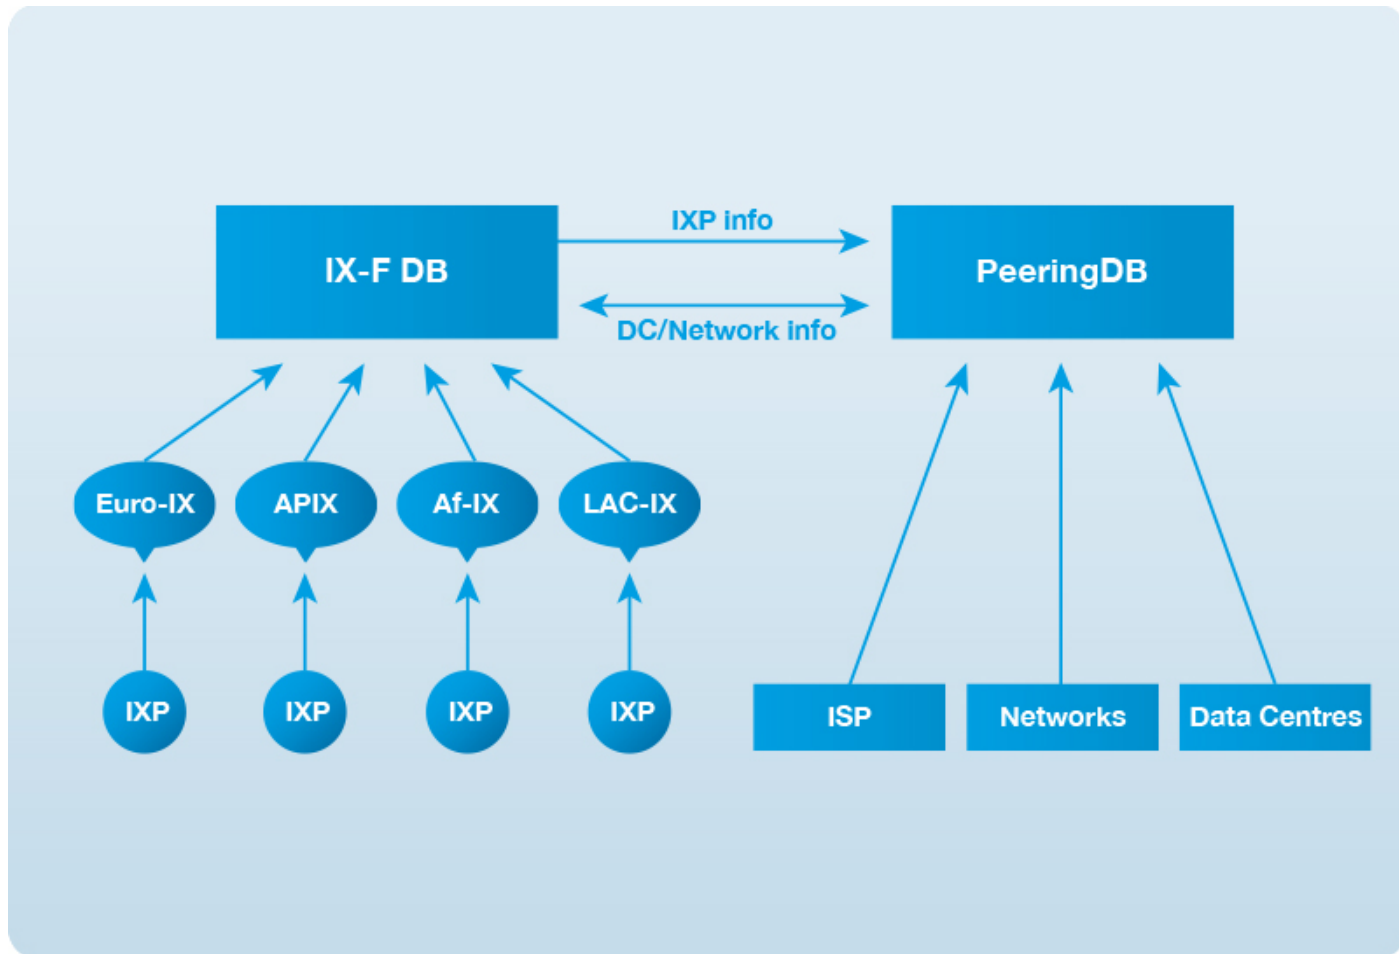 IXP info
IX-F DB
PeeringDB
DC/Network info
Euro-IX
APIX
Af-IX
LAC-IX
IXP
IXP
IXP
IXP
ISP
Networks
Data Centres